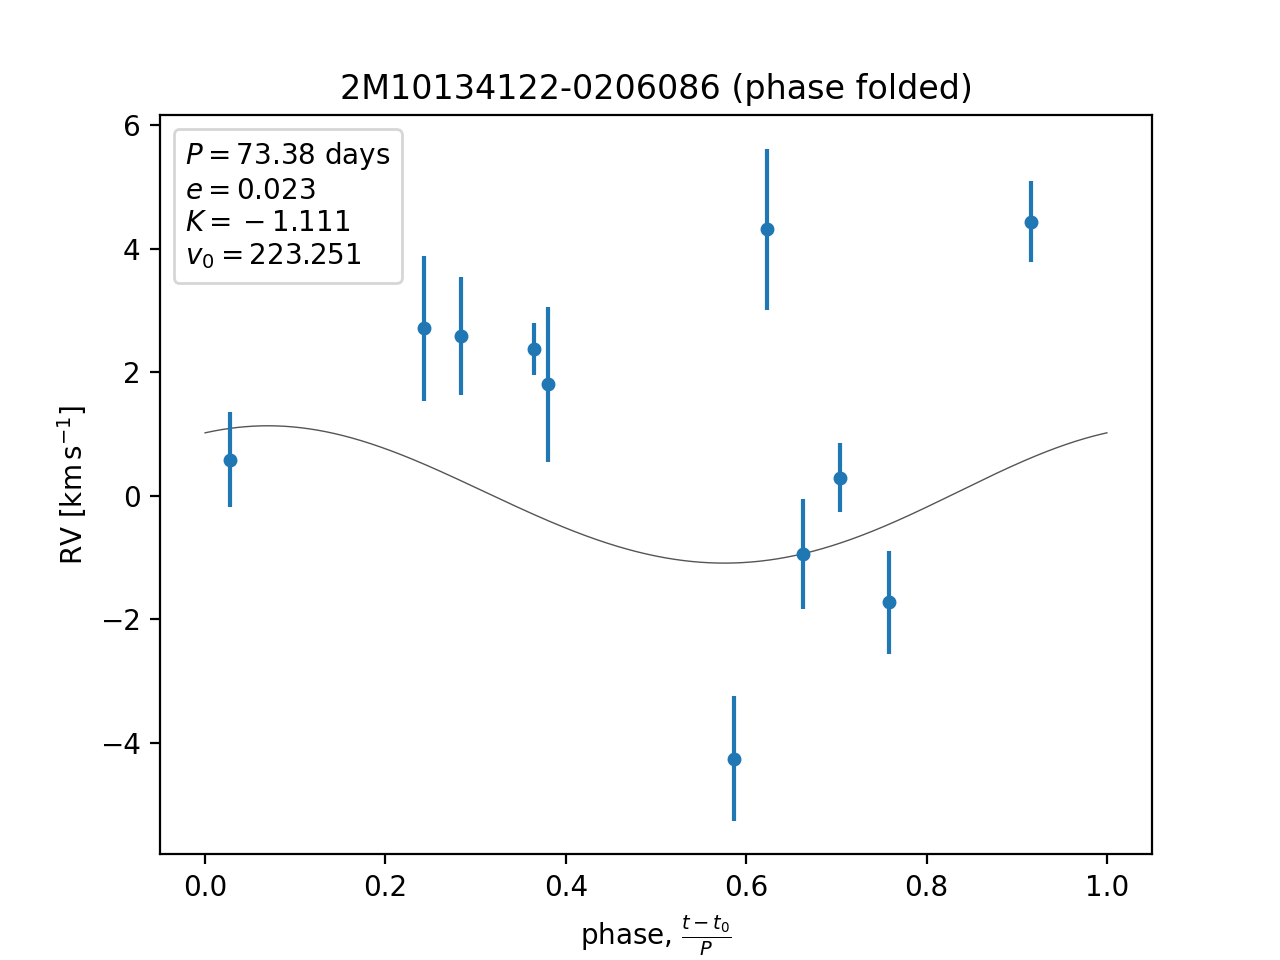 2M10134122-0206086 (phase folded)
P = 73.38 days
e = 0.023
K = −1.111
v₀ = 223.251
6
4
2
0
−2
−4
RV [km s⁻¹]
0.0 0.2 0.4 0.6 0.8 1.0
phase, (t − t₀)/P